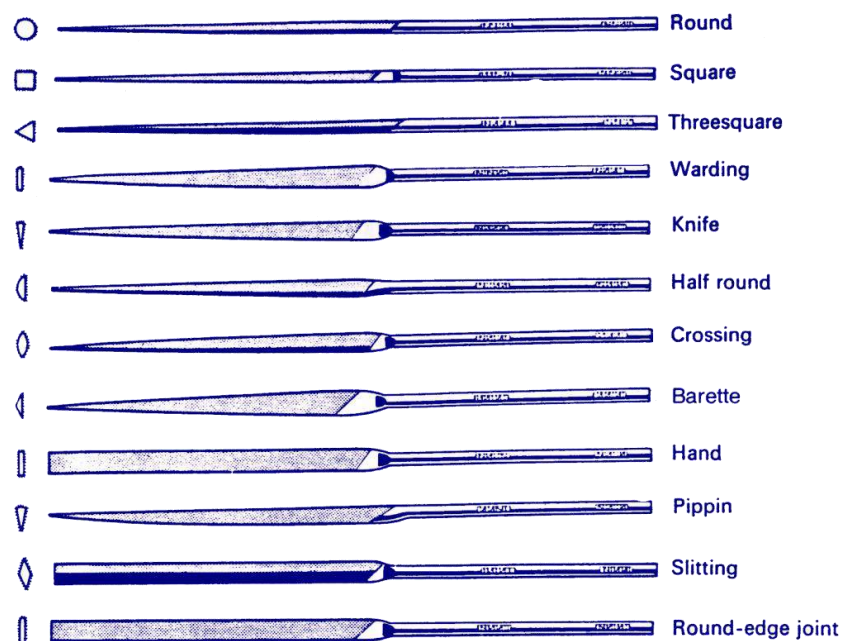 Round
Square
Threesquare
Warding
Knife
Half round
Crossing
Barette
Hand
Pippin
Slitting
Round-edge joint